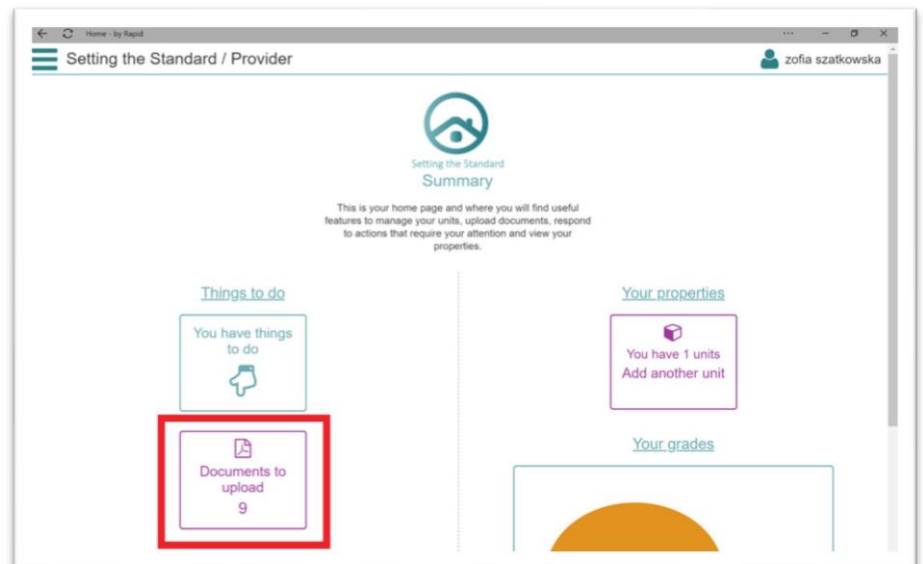 Home - by Rapid
Setting the Standard / Provider
zofia szatkowska
Setting the Standard
Summary
This is your home page and where you will find useful
features to manage your units, upload documents, respond
to actions that require your attention and view your
properties.
Things to do
You have things
to do
Documents to
upload
9
Your properties
You have 1 units
Add another unit
Your grades